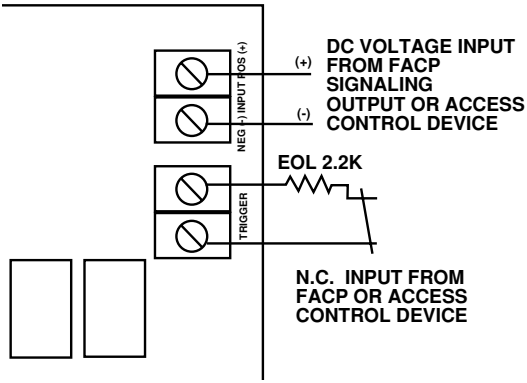 NEG (-) INPUT POS (+)
(+)
(-)
DC VOLTAGE INPUT
FROM FACP
SIGNALING
OUTPUT OR ACCESS
CONTROL DEVICE
TRIGGER
EOL 2.2K
N.C. INPUT FROM
FACP OR ACCESS
CONTROL DEVICE